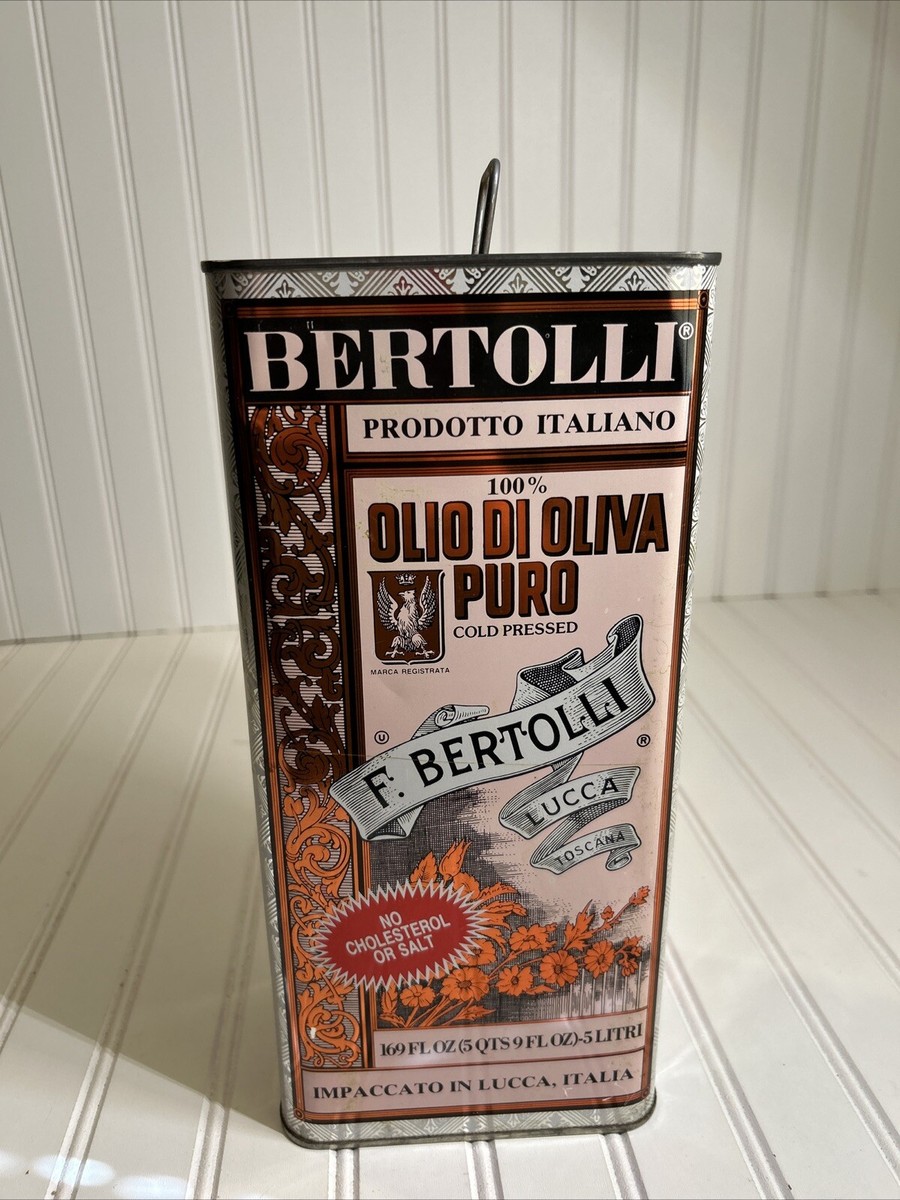 BERTOLLI®
PRODOTTO ITALIANO
100%
OLIO DI OLIVA
PURO
COLD PRESSED
MARCA REGISTRATA
U
F. BERTOLLI
®
LUCCA
TOSCANA
NO
CHOLESTEROL
OR SALT
169 FL OZ (5 QTS 9 FL OZ)-5 LITRI
IMPACCATO IN LUCCA, ITALIA